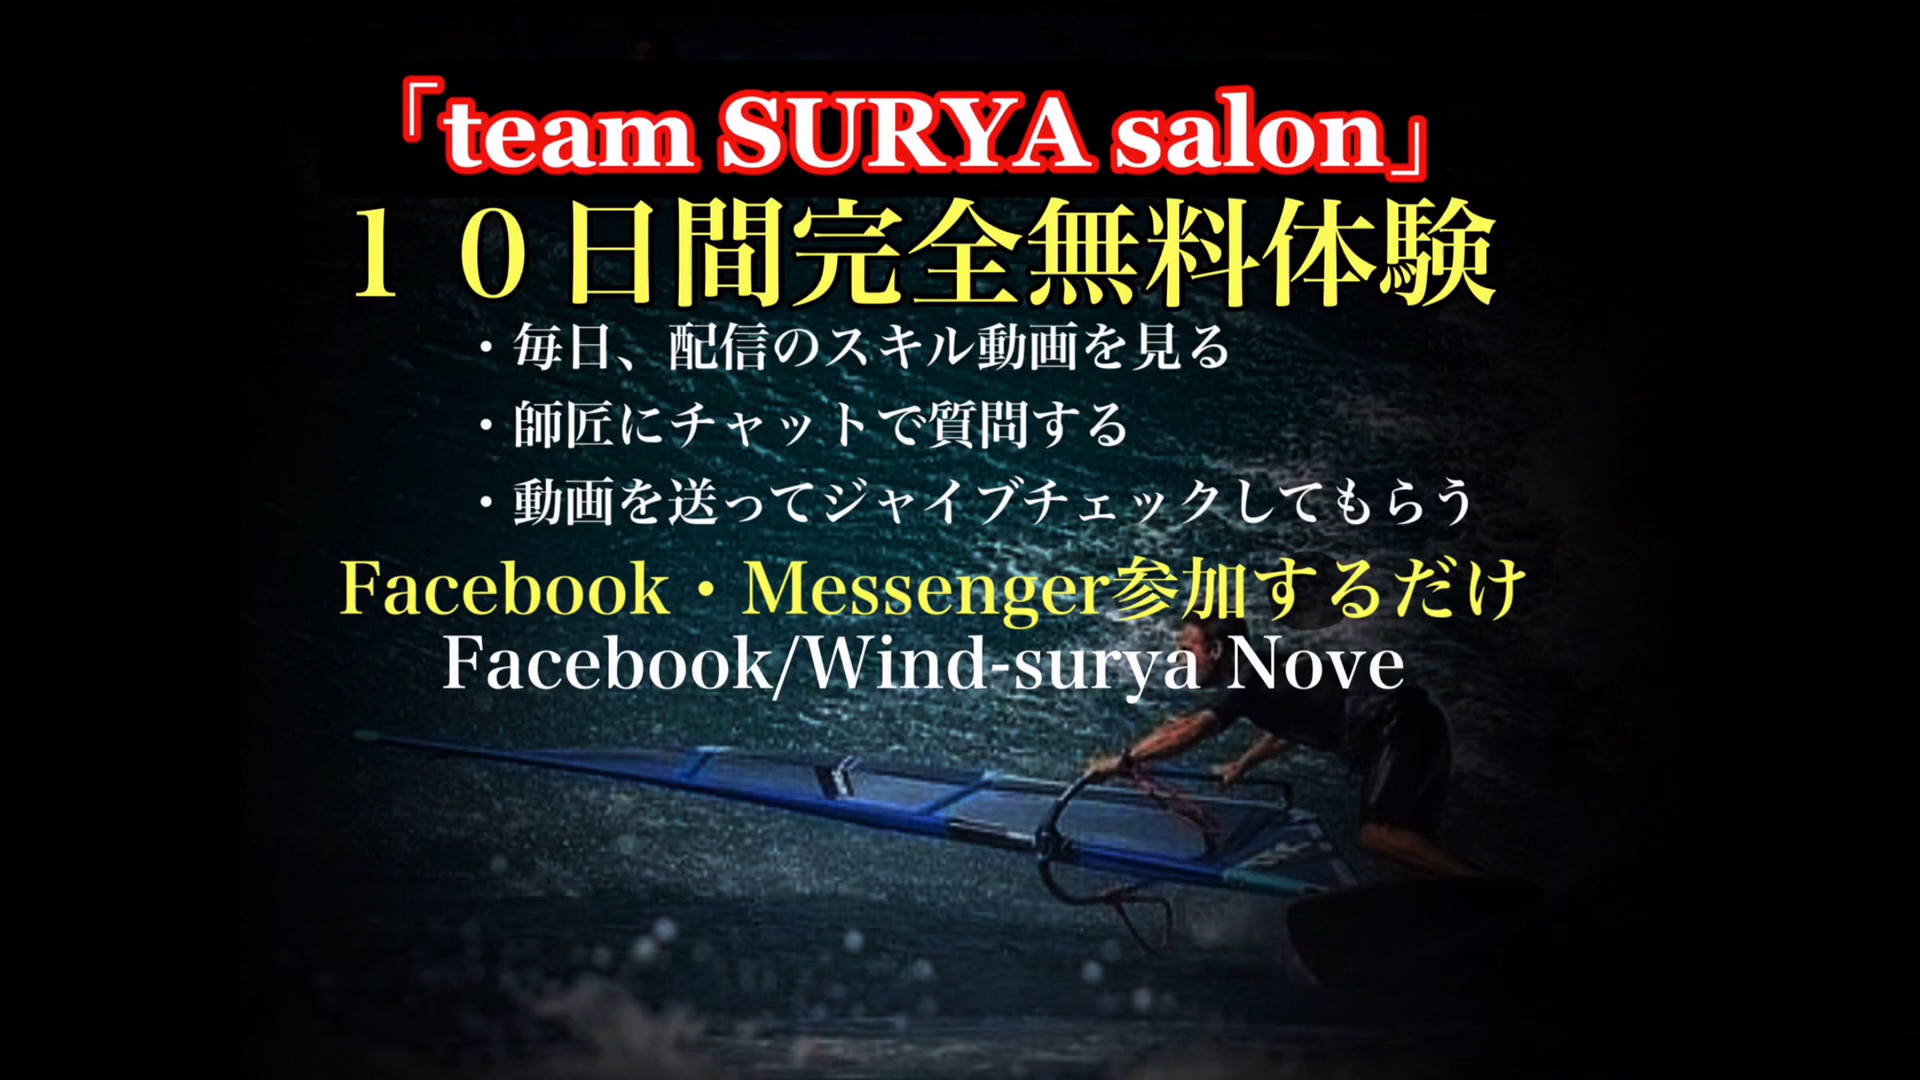 「team SURYA salon」
１０日間完全無料体験
・毎日、配信のスキル動画を見る
・師匠にチャットで質問する
・動画を送ってジャイブチェックしてもらう
Facebook・Messenger参加するだけ
Facebook/Wind-surya Nove